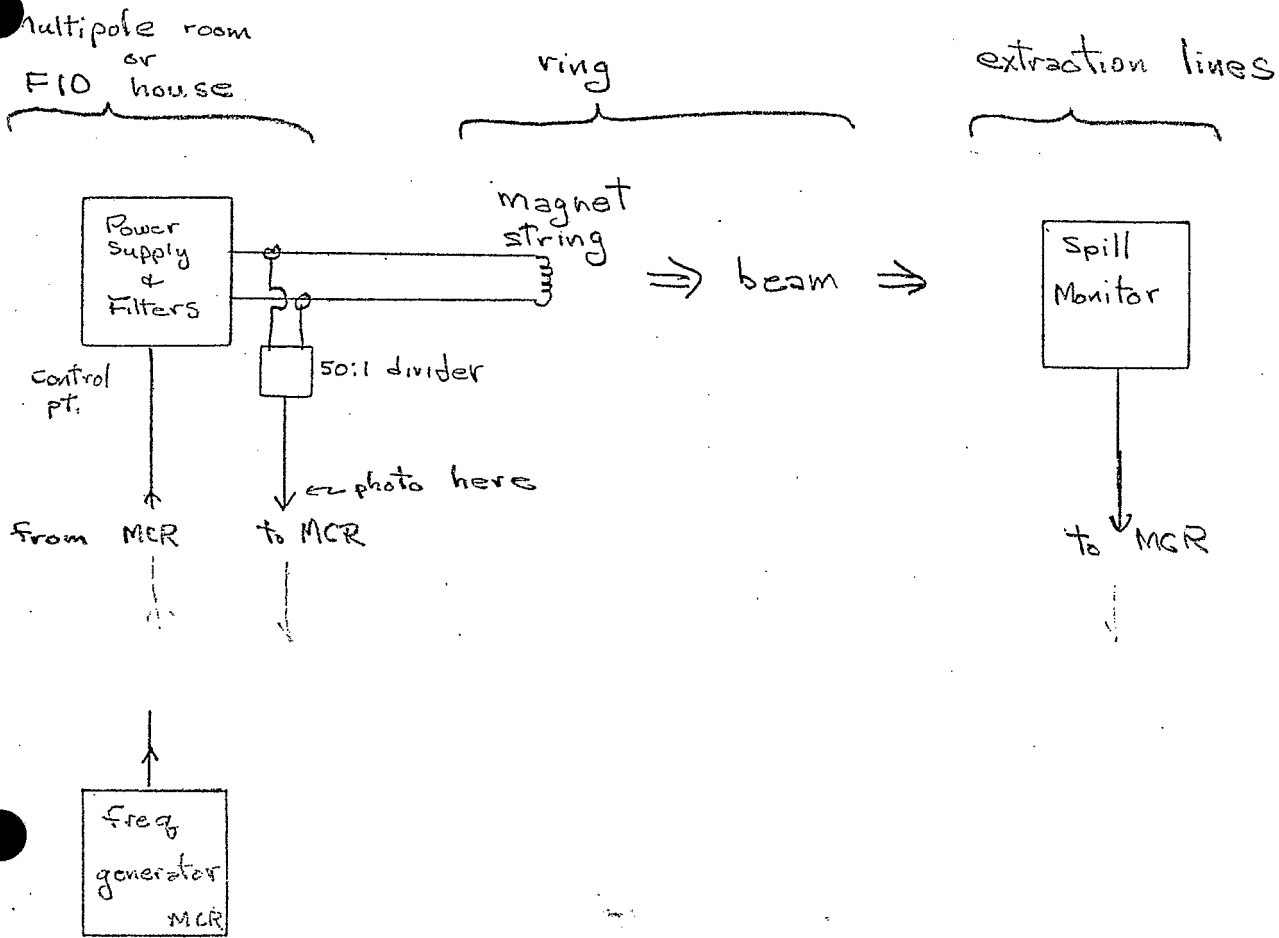 Multipole room
or
F10 house
ring
extraction lines
Power
Supply
&
Filters
magnet
string
⇒ beam ⇒
Spill
Monitor
50:1 divider
Control
pt.
← photo here
from MCR
to MCR
to MCR
freq
generator
MCR